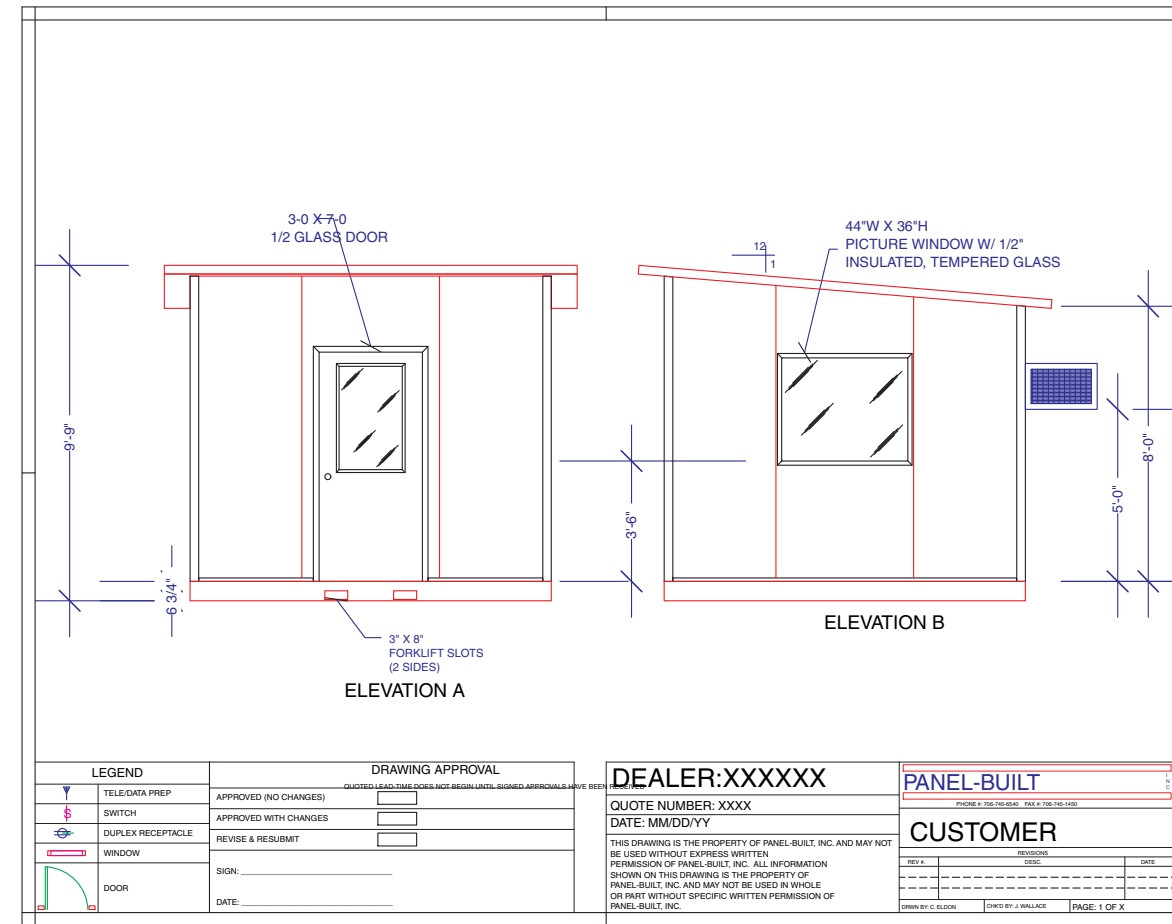 3-0 X 7-0
1/2 GLASS DOOR
9'-9"
6 3/4"
3" X 8"
FORKLIFT SLOTS
(2 SIDES)
ELEVATION A
44"W X 36"H
PICTURE WINDOW W/ 1/2"
INSULATED, TEMPERED GLASS
12
1
3'-6"
5'-0"
8'-0"
ELEVATION B
LEGEND
TELE/DATA PREP
$ SWITCH
DUPLEX RECEPTACLE
WINDOW
DOOR
DRAWING APPROVAL
QUOTED LEAD-TIME DOES NOT BEGIN UNTIL SIGNED APPROVALS HAVE BEEN RECEIVED
APPROVED (NO CHANGES)
APPROVED WITH CHANGES
REVISE & RESUBMIT
SIGN:
DATE:
DEALER:XXXXXX
QUOTE NUMBER: XXXX
DATE: MM/DD/YY
THIS DRAWING IS THE PROPERTY OF PANEL-BUILT, INC. AND MAY NOT
BE USED WITHOUT EXPRESS WRITTEN
PERMISSION OF PANEL-BUILT, INC. ALL INFORMATION
SHOWN ON THIS DRAWING IS THE PROPERTY OF
PANEL-BUILT, INC. AND MAY NOT BE USED IN WHOLE
OR PART WITHOUT SPECIFIC WRITTEN PERMISSION OF
PANEL-BUILT, INC.
PANEL-BUILT
INC
PHONE #: 706-745-6540 FAX #: 706-745-1450
CUSTOMER
REVISIONS
REV #. DESC. DATE
DRWN BY: C. ELDON CHK'D BY: J. WALLACE PAGE: 1 OF X